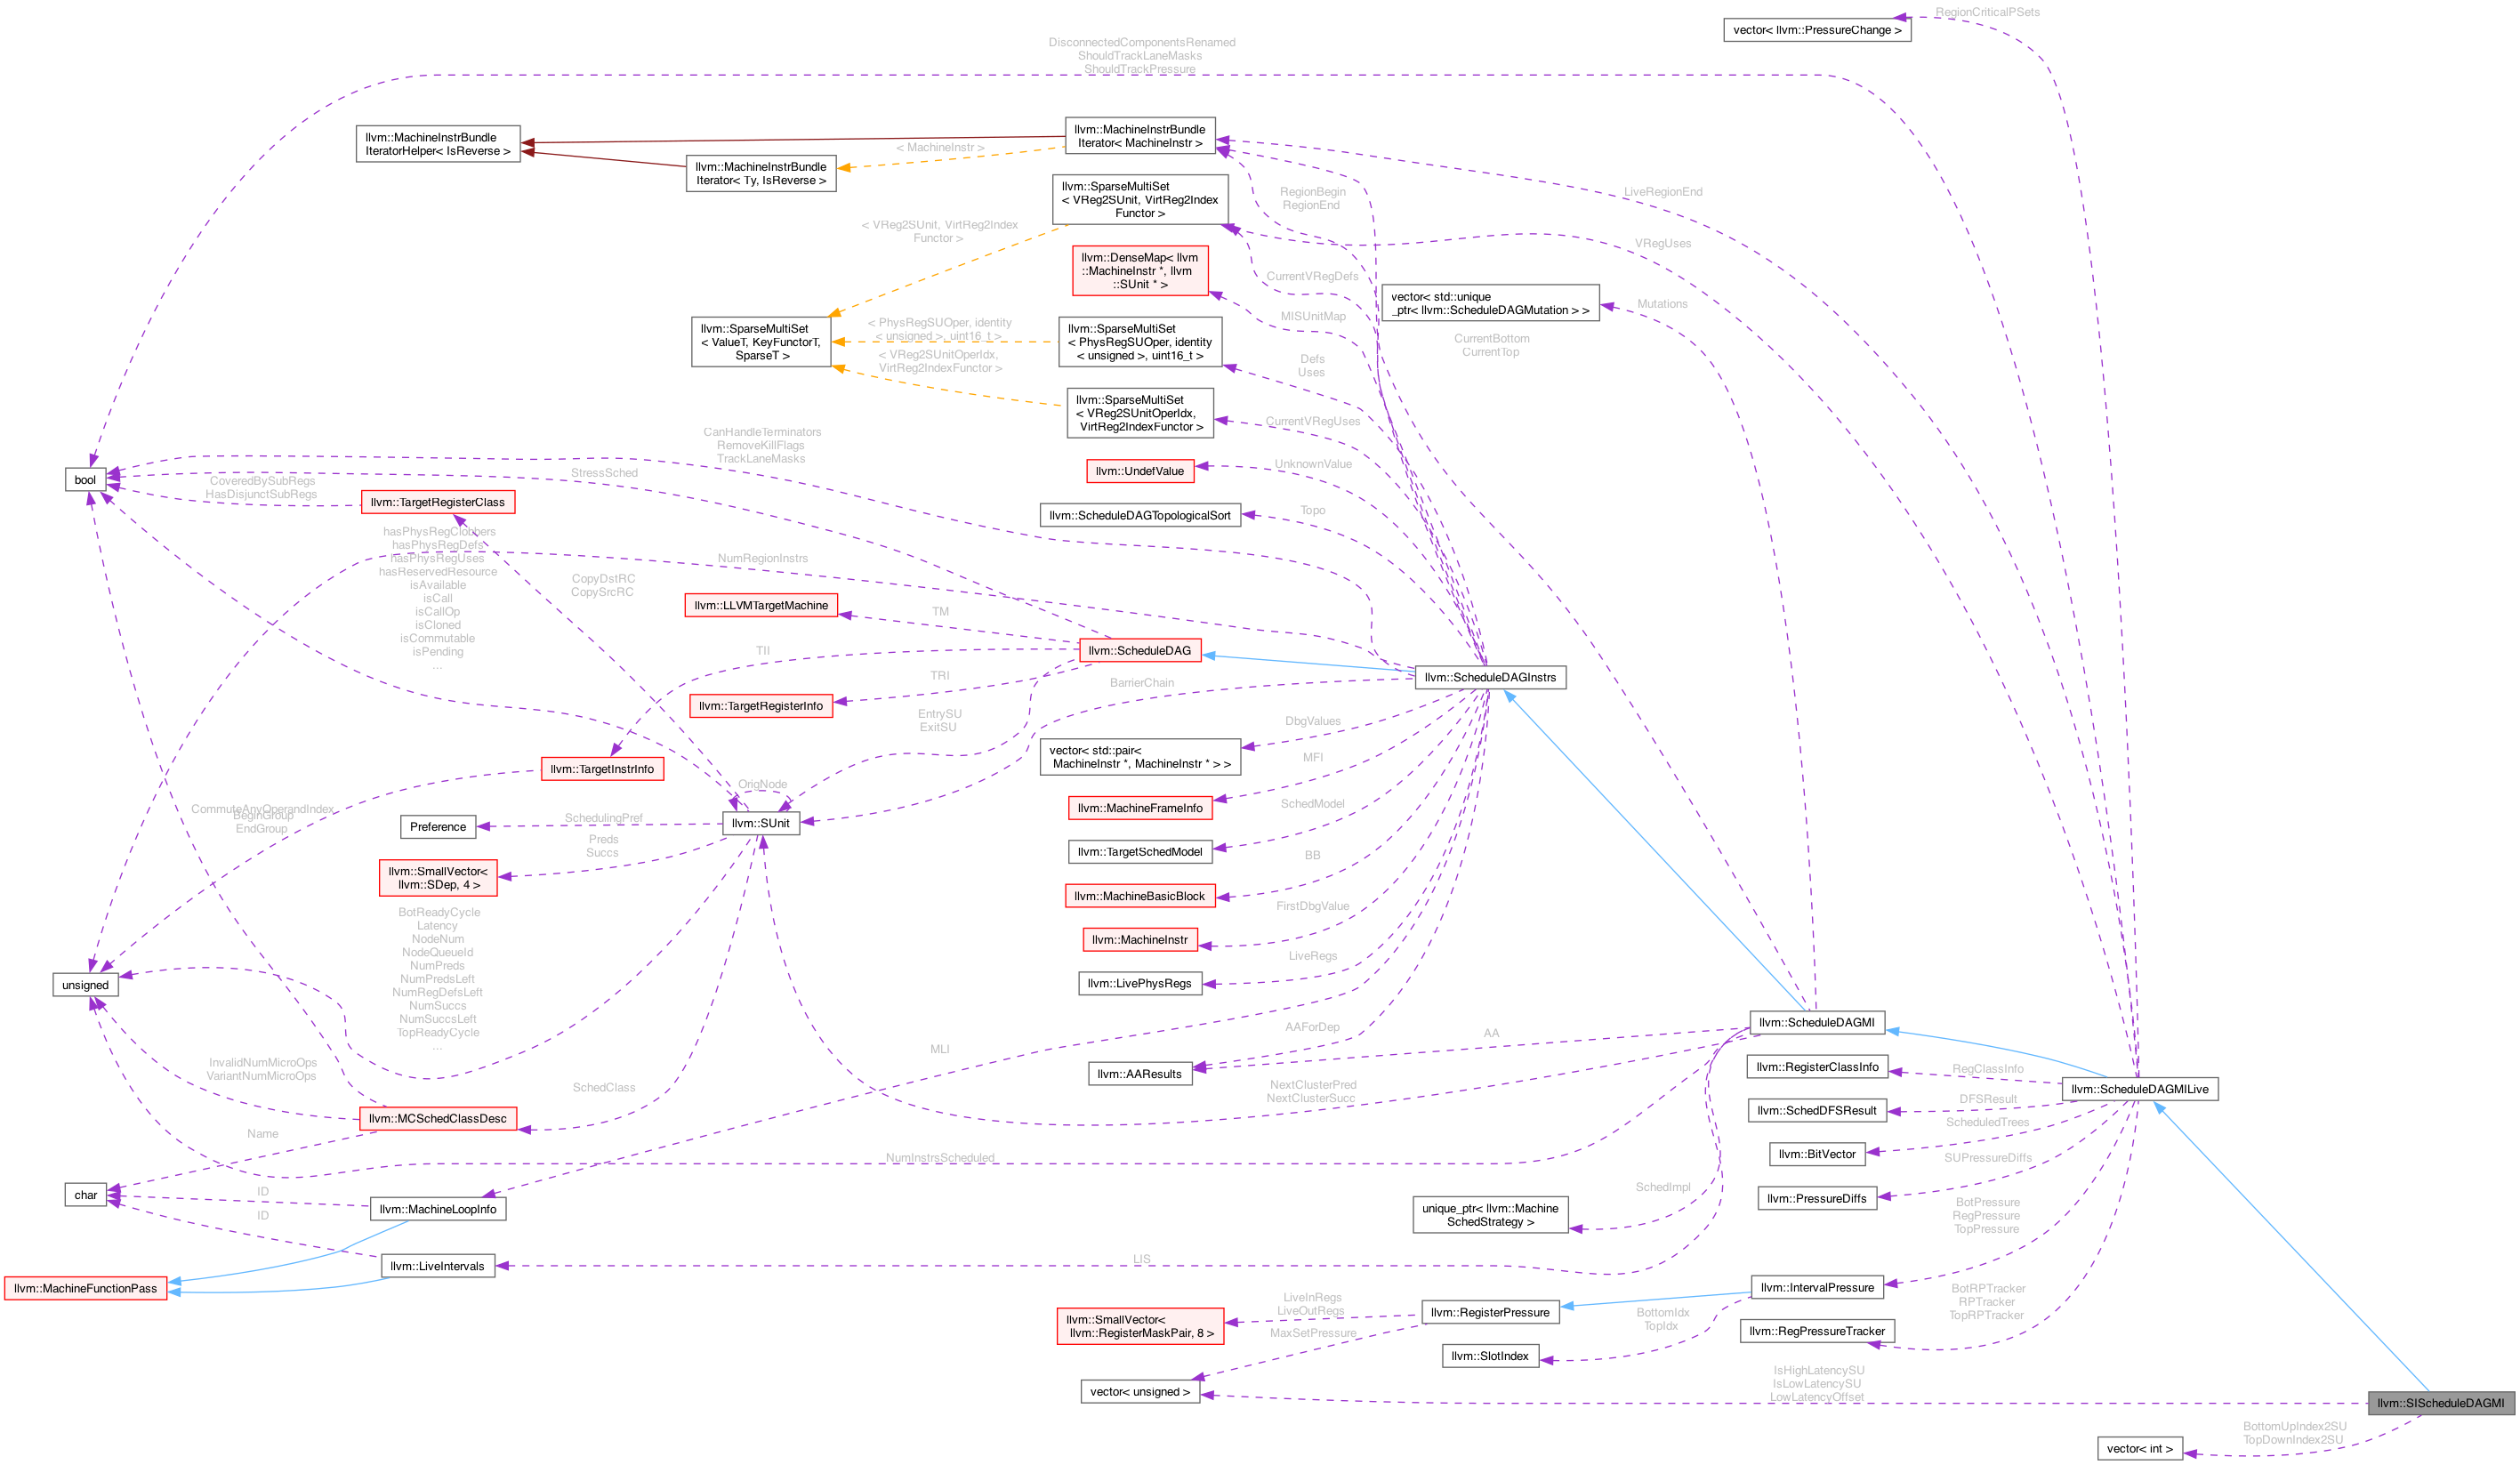 RegionCriticalPSets
vector< llvm::PressureChange >
DisconnectedComponentsRenamed
ShouldTrackLaneMasks
ShouldTrackPressure
llvm::MachineInstrBundle
IteratorHelper< IsReverse >
llvm::MachineInstrBundle
Iterator< MachineInstr >
< MachineInstr >
llvm::MachineInstrBundle
Iterator< Ty, IsReverse >
llvm::SparseMultiSet
< VReg2SUnit, VirtReg2Index
Functor >
RegionBegin
RegionEnd
LiveRegionEnd
< VReg2SUnit, VirtReg2Index
Functor >
VRegUses
llvm::DenseMap< llvm
::MachineInstr *, llvm
::SUnit * >
CurrentVRegDefs
vector< std::unique
_ptr< llvm::ScheduleDAGMutation > >
Mutations
MISUnitMap
llvm::SparseMultiSet
< ValueT, KeyFunctorT,
SparseT >
< PhysRegSUOper, identity
< unsigned >, uint16_t >
llvm::SparseMultiSet
< PhysRegSUOper, identity
< unsigned >, uint16_t >
CurrentBottom
CurrentTop
< VReg2SUnitOperIdx,
VirtReg2IndexFunctor >
Defs
Uses
llvm::SparseMultiSet
< VReg2SUnitOperIdx,
VirtReg2IndexFunctor >
CurrentVRegUses
CanHandleTerminators
RemoveKillFlags
TrackLaneMasks
bool
StressSched
llvm::UndefValue
UnknownValue
CoveredBySubRegs
HasDisjunctSubRegs
llvm::TargetRegisterClass
llvm::ScheduleDAGTopologicalSort
Topo
hasPhysRegClobbers
hasPhysRegDefs
hasPhysRegUses
hasReservedResource
isAvailable
isCall
isCallOp
isCloned
isCommutable
isPending
...
NumRegionInstrs
CopyDstRC
CopySrcRC
llvm::LLVMTargetMachine
TM
llvm::ScheduleDAG
TII
TRI
llvm::ScheduleDAGInstrs
BarrierChain
llvm::TargetRegisterInfo
EntrySU
ExitSU
DbgValues
vector< std::pair<
MachineInstr *, MachineInstr * > >
MFI
llvm::TargetInstrInfo
OrigNode
CommuteAnyOperandIndex
BeginGroup
EndGroup
Preference
SchedulingPref
llvm::SUnit
llvm::MachineFrameInfo
SchedModel
Preds
Succs
llvm::TargetSchedModel
BB
llvm::SmallVector<
llvm::SDep, 4 >
llvm::MachineBasicBlock
FirstDbgValue
BotReadyCycle
Latency
NodeNum
NodeQueueId
NumPreds
NumPredsLeft
NumRegDefsLeft
NumSuccs
NumSuccsLeft
TopReadyCycle
...
llvm::MachineInstr
LiveRegs
unsigned
llvm::LivePhysRegs
AAForDep
AA
llvm::ScheduleDAGMI
MLI
InvalidNumMicroOps
VariantNumMicroOps
llvm::AAResults
llvm::RegisterClassInfo
RegClassInfo
llvm::ScheduleDAGMILive
SchedClass
NextClusterPred
NextClusterSucc
llvm::SchedDFSResult
DFSResult
llvm::MCSchedClassDesc
Name
ScheduledTrees
NumInstrsScheduled
llvm::BitVector
SUPressureDiffs
char
ID
SchedImpl
llvm::PressureDiffs
llvm::MachineLoopInfo
ID
unique_ptr< llvm::Machine
SchedStrategy >
BotPressure
RegPressure
TopPressure
llvm::LiveIntervals
LIS
llvm::MachineFunctionPass
llvm::IntervalPressure
LiveInRegs
LiveOutRegs
llvm::RegisterPressure
BottomIdx
TopIdx
BotRPTracker
RPTracker
TopRPTracker
llvm::SmallVector<
llvm::RegisterMaskPair, 8 >
MaxSetPressure
llvm::RegPressureTracker
llvm::SlotIndex
vector< unsigned >
IsHighLatencySU
IsLowLatencySU
LowLatencyOffset
llvm::SIScheduleDAGMI
BottomUpIndex2SU
TopDownIndex2SU
vector< int >